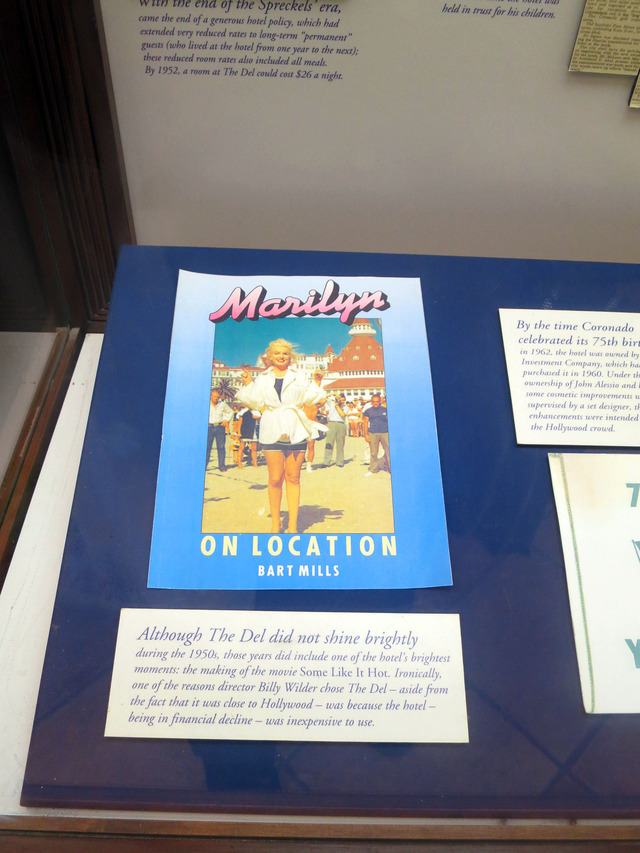 With the end of the Spreckels' era,
came the end of a generous hotel policy, which had
extended very reduced rates to long-term "permanent"
guests (who lived at the hotel from one year to the next);
these reduced room rates also included all meals.
By 1952, a room at The Del could cost $26 a night.
held in trust for his children.
Marilyn
ON LOCATION
BART MILLS
Although The Del did not shine brightly
during the 1950s, those years did include one of the hotel's brightest
moments: the making of the movie Some Like It Hot. Ironically,
one of the reasons director Billy Wilder chose The Del – aside from
the fact that it was close to Hollywood – was because the hotel –
being in financial decline – was inexpensive to use.
By the time Coronado
celebrated its 75th
in 1962, the hotel was owned by
Investment Company, which
purchased it in 1960. Under
ownership of John Alessio and
some cosmetic improvements
supervised by a set designer,
enhancements were intended
the Hollywood crowd.
7
Y